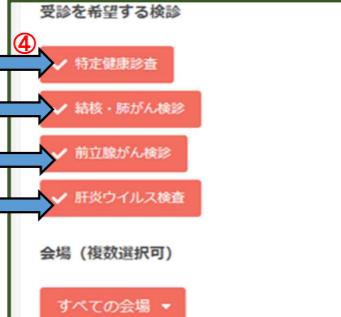 受診を希望する検診
④
特定健康診査
結核・肺がん検診
前立腺がん検診
肝炎ウイルス検査
会場（複数選択可）
すべての会場